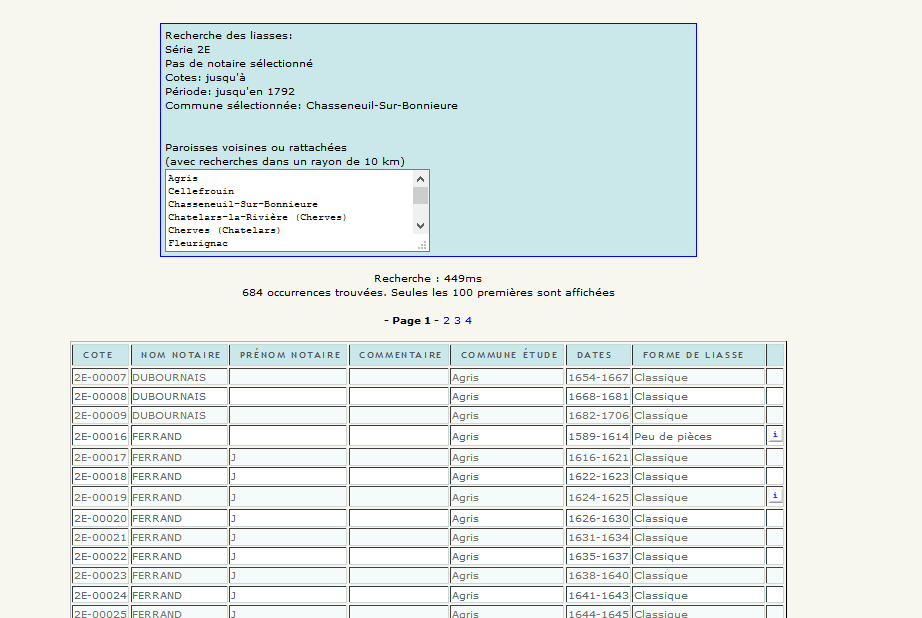 Recherche des liasses:
Série 2E
Pas de notaire sélectionné
Cotes: jusqu'à
Période: jusqu'en 1792
Commune sélectionnée: Chasseneuil-Sur-Bonnieure
Paroisses voisines ou rattachées
(avec recherches dans un rayon de 10 km)
Agris
Cellefrouin
Chasseneuil-Sur-Bonnieure
Chatelars-la-Rivière (Cherves)
Cherves (Chatelars)
Fleurignac
Recherche : 449ms
684 occurrences trouvées. Seules les 100 premières sont affichées
- Page 1 - 2 3 4
COTE NOM NOTAIRE PRÉNOM NOTAIRE COMMENTAIRE COMMUNE ÉTUDE DATES FORME DE LIASSE
2E-00007 DUBOURNAIS Agris 1654-1667 Classique
2E-00008 DUBOURNAIS Agris 1668-1681 Classique
2E-00009 DUBOURNAIS Agris 1682-1706 Classique
2E-00016 FERRAND Agris 1589-1614 Peu de pièces i
2E-00017 FERRAND J Agris 1616-1621 Classique
2E-00018 FERRAND J Agris 1622-1623 Classique
2E-00019 FERRAND J Agris 1624-1625 Classique i
2E-00020 FERRAND J Agris 1626-1630 Classique
2E-00021 FERRAND J Agris 1631-1634 Classique
2E-00022 FERRAND J Agris 1635-1637 Classique
2E-00023 FERRAND J Agris 1638-1640 Classique
2E-00024 FERRAND J Agris 1641-1643 Classique
2E-00025 FERRAND J Agris 1644-1645 Classique